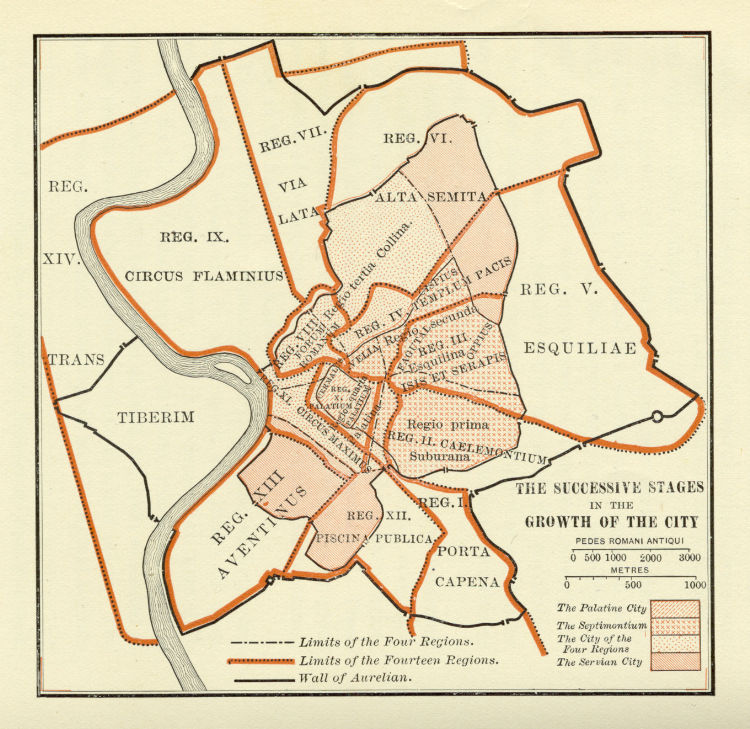 REG. VI.
REG. VII.
VIA
LATA
REG.
XIV.
ALTA SEMITA
REG. IX.
CIRCUS FLAMINIUS
Regio tertia Collina.
REG. VIII
FORUM
ROMANUM
CISPIUS
REG. IV. TEMPLUM PACIS
REG. V.
ESQUILIAE
VELIA Regio secunda
FAGUTAL
OPPIUS
REG. III
Esquilina
ISIS ET SERAPIS
TRANS
TIBERIM
REG.
X.
PALATIUM
REG. XI. CIRCUS MAXIMUS
Regio prima
REG. II. CAELEMONTIUM
Suburana
REG. XIII
AVENTINUS
REG. XII.
PISCINA PUBLICA
REG. I.
PORTA
CAPENA
THE SUCCESSIVE STAGES
IN THE
GROWTH OF THE CITY
PEDES ROMANI ANTIQUI
0 500 1000 2000 3000
METRES
0 500 1000
The Palatine City
The Septimontium
The City of the
Four Regions
The Servian City
Limits of the Four Regions.
Limits of the Fourteen Regions.
Wall of Aurelian.